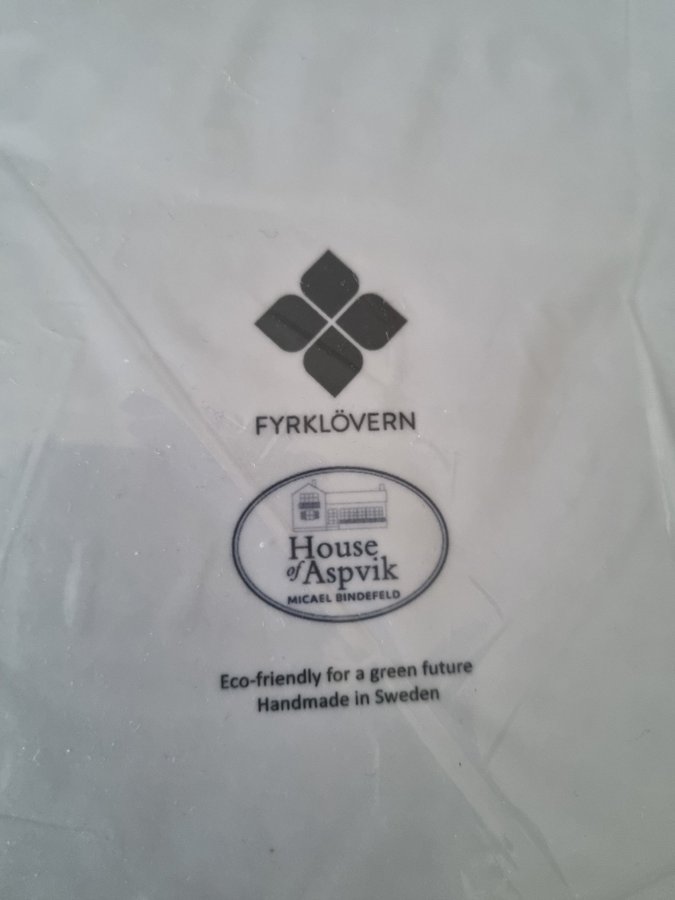 FYRKLÖVERN
House
of Aspvik
MICAEL BINDEFELD
Eco-friendly for a green future
Handmade in Sweden